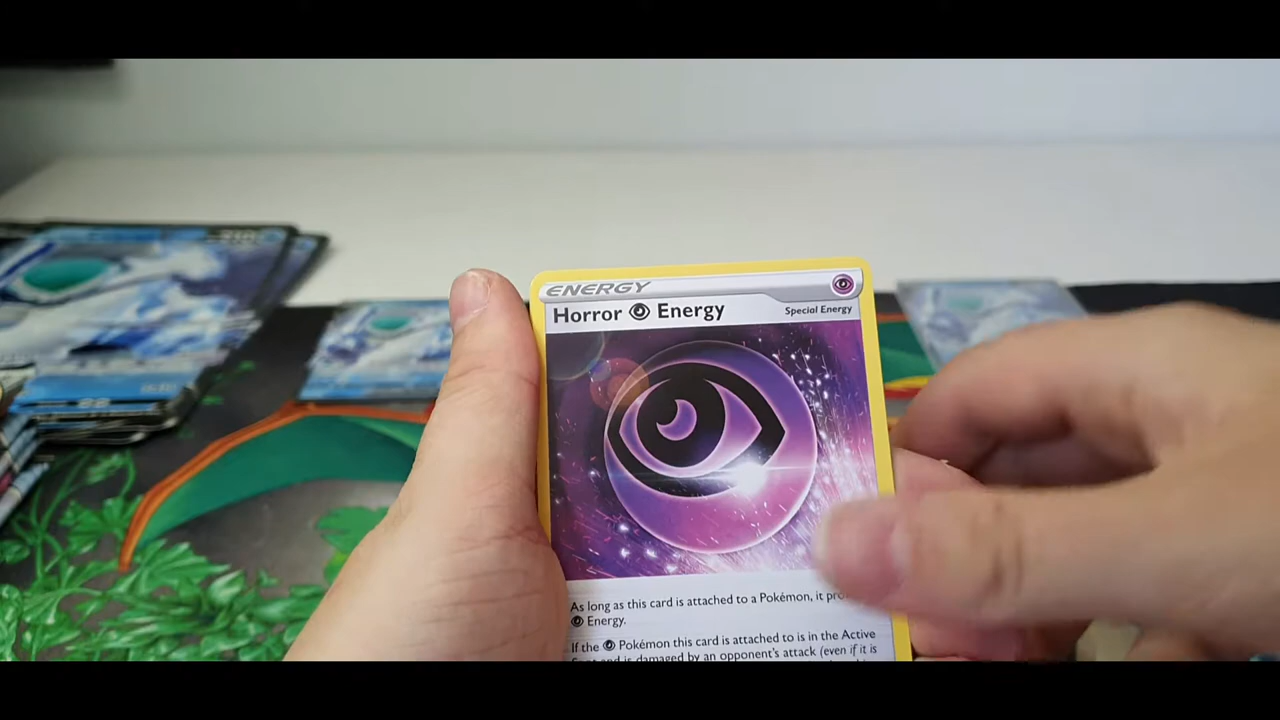 ENERGY
Horror Energy
Special Energy
As long as this card is attached to a Pokémon, it
Energy.
If the Pokémon this card is attached to is in the Active
and is damaged by an opponent's attack (even if it is